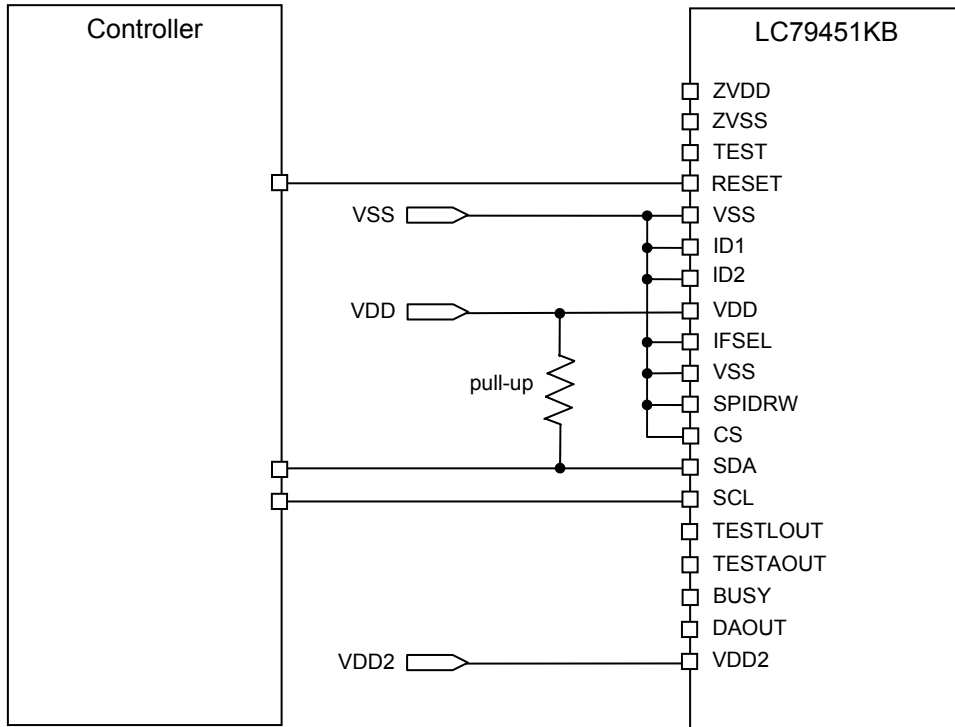 Controller
LC79451KB
ZVDD
ZVSS
TEST
RESET
VSS
VSS
ID1
ID2
VDD
VDD
IFSEL
VSS
pull-up
SPIDRW
CS
SDA
SCL
TESTLOUT
TESTAOUT
BUSY
DAOUT
VDD2
VDD2